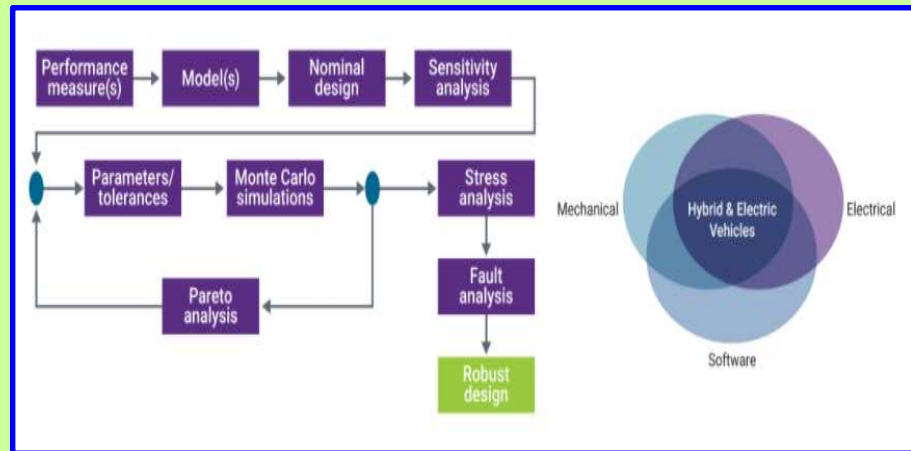 Performance
measure(s)
Model(s)
Nominal
design
Sensitivity
analysis
Parameters/
tolerances
Monte Carlo
simulations
Stress
analysis
Pareto
analysis
Fault
analysis
Robust
design
Mechanical
Hybrid & Electric
Vehicles
Electrical
Software